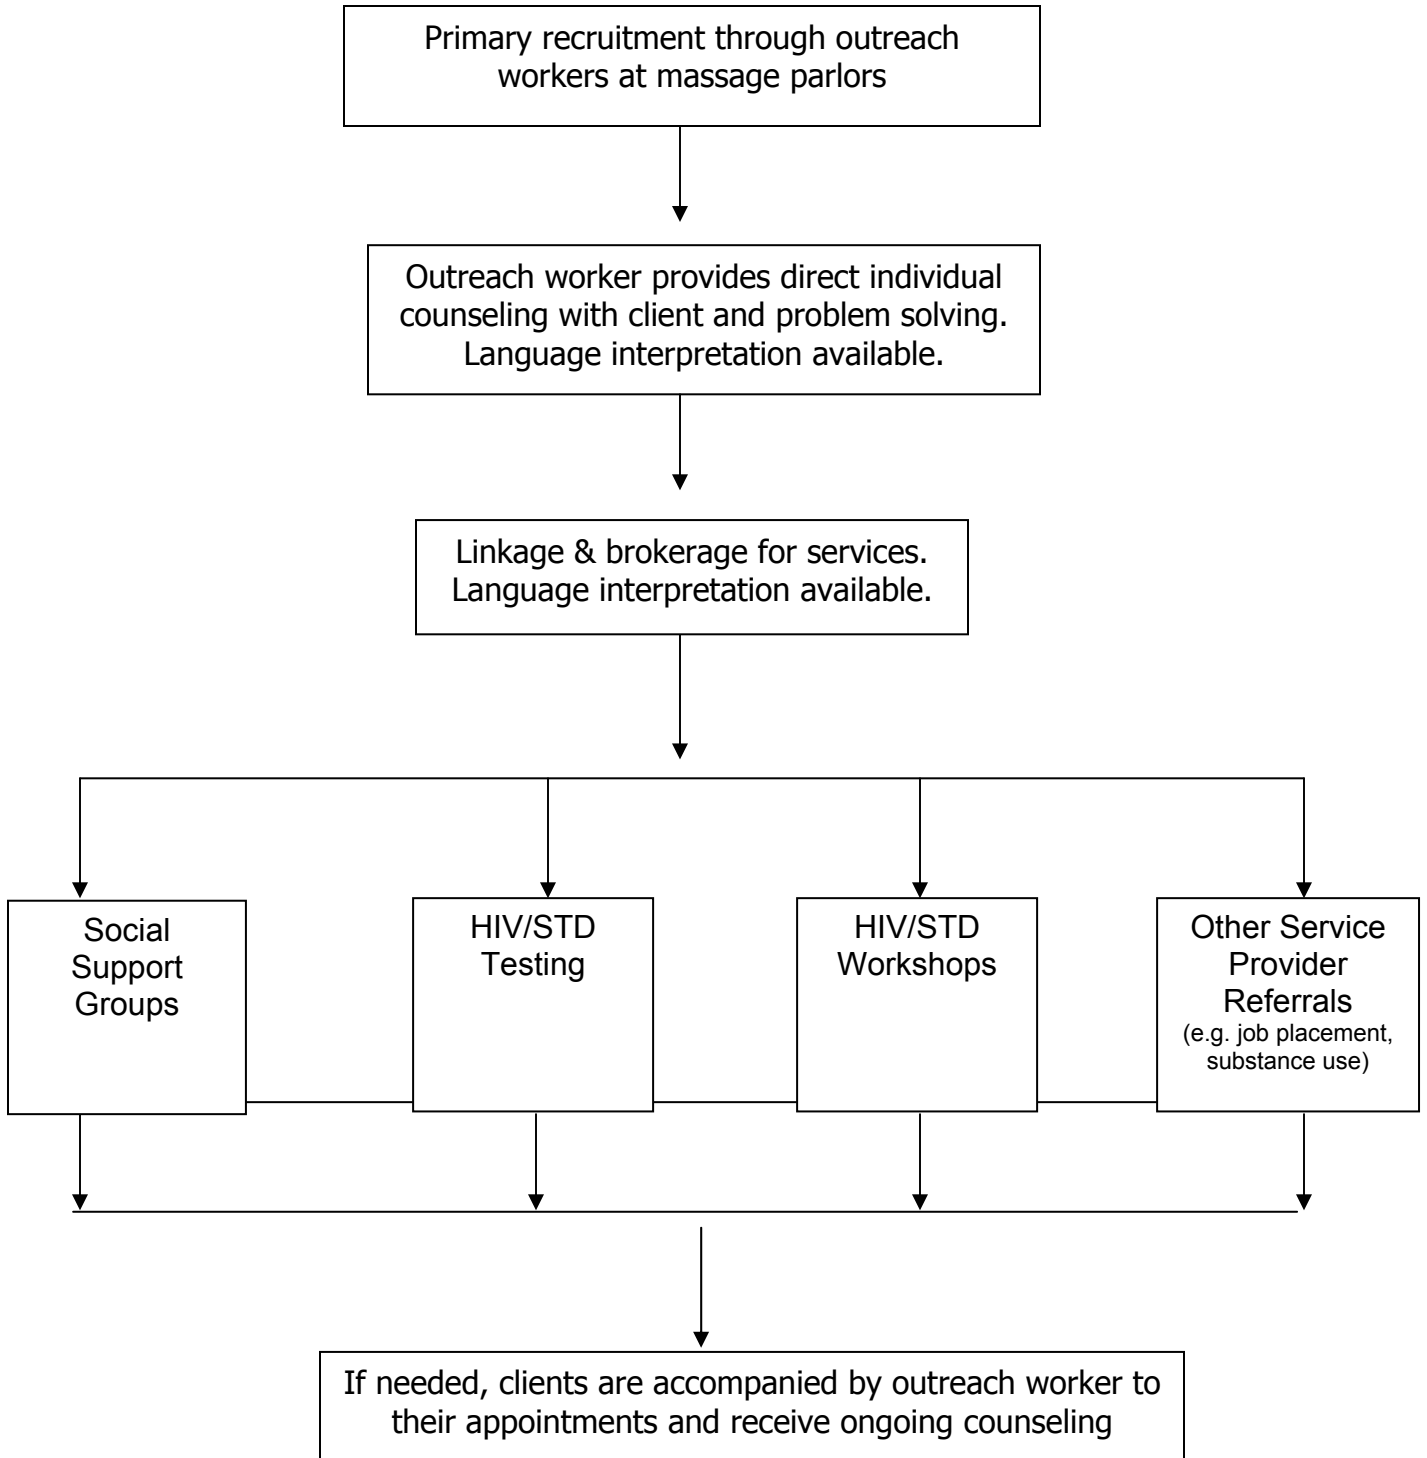 Primary recruitment through outreach
workers at massage parlors
Outreach worker provides direct individual
counseling with client and problem solving.
Language interpretation available.
Linkage & brokerage for services.
Language interpretation available.
Social
Support
Groups
HIV/STD
Testing
HIV/STD
Workshops
Other Service
Provider
Referrals
(e.g. job placement,
substance use)
If needed, clients are accompanied by outreach worker to
their appointments and receive ongoing counseling